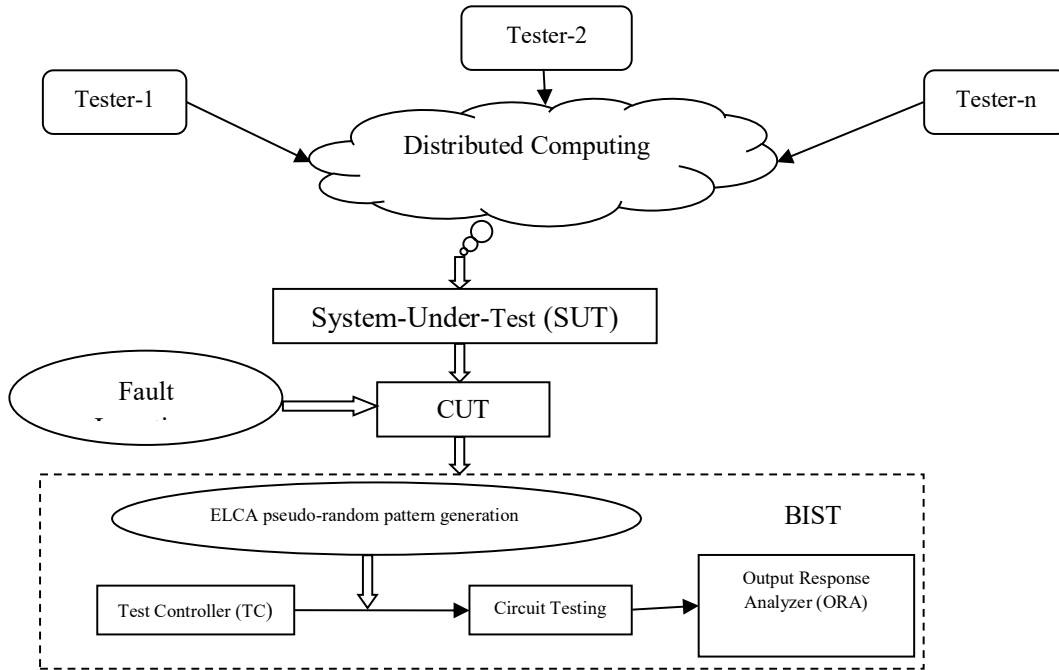 Tester-2
Tester-1
Tester-n
Distributed Computing
System-Under-Test (SUT)
Fault
CUT
ELCA pseudo-random pattern generation
BIST
Test Controller (TC)
Circuit Testing
Output Response
Analyzer (ORA)